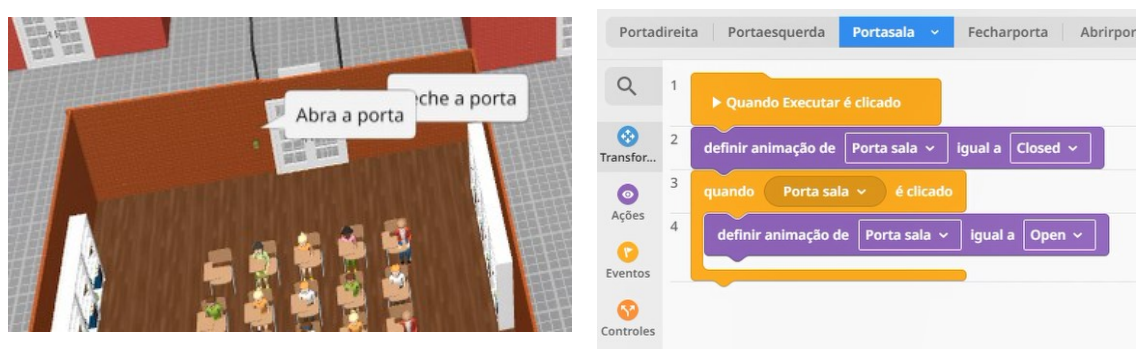 Abra a porta
eche a porta
Portadireita Portaesquerda Portasala Fecharporta Abrirpor
1
Quando Executar é clicado
2
definir animação de Porta sala igual a Closed
Transfor...
3
quando Porta sala é clicado
Ações
4
definir animação de Porta sala igual a Open
Eventos
Controles